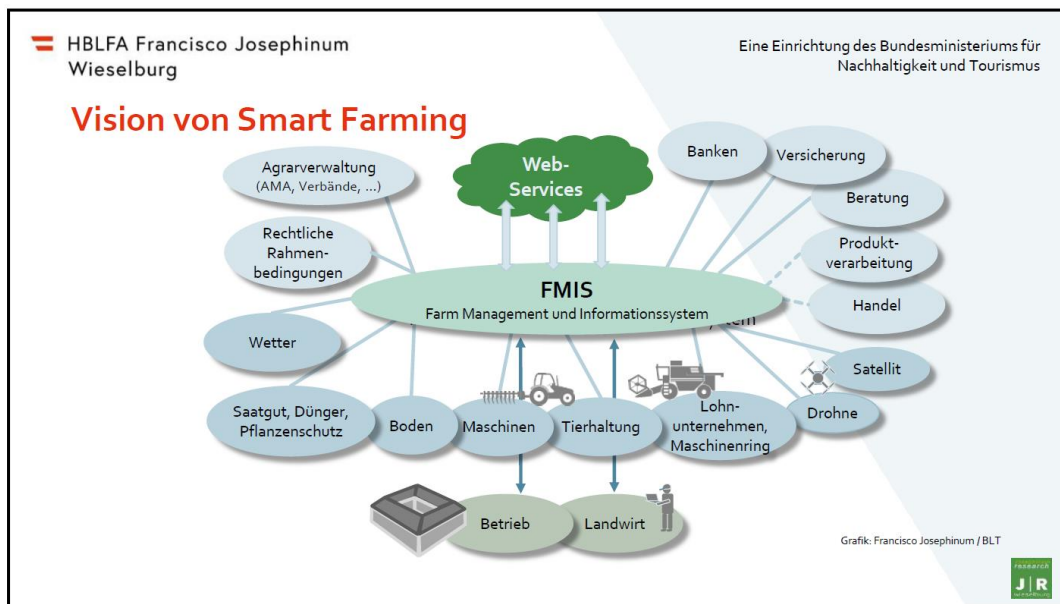 HBLFA Francisco Josephinum
Wieselburg
Eine Einrichtung des Bundesministeriums für
Nachhaltigkeit und Tourismus
Vision von Smart Farming
Agrarverwaltung
(AMA, Verbände, ...)
Web-
Services
Banken
Versicherung
Beratung
Rechtliche
Rahmen-
bedingungen
Produkt-
verarbeitung
FMIS
Farm Management und Informationssystem
Handel
Wetter
Satellit
Saatgut, Dünger,
Pflanzenschutz
Boden
Maschinen
Tierhaltung
Lohn-
unternehmen,
Maschinenring
Drohne
Betrieb
Landwirt
Grafik: Francisco Josephinum / BLT
research
J|R